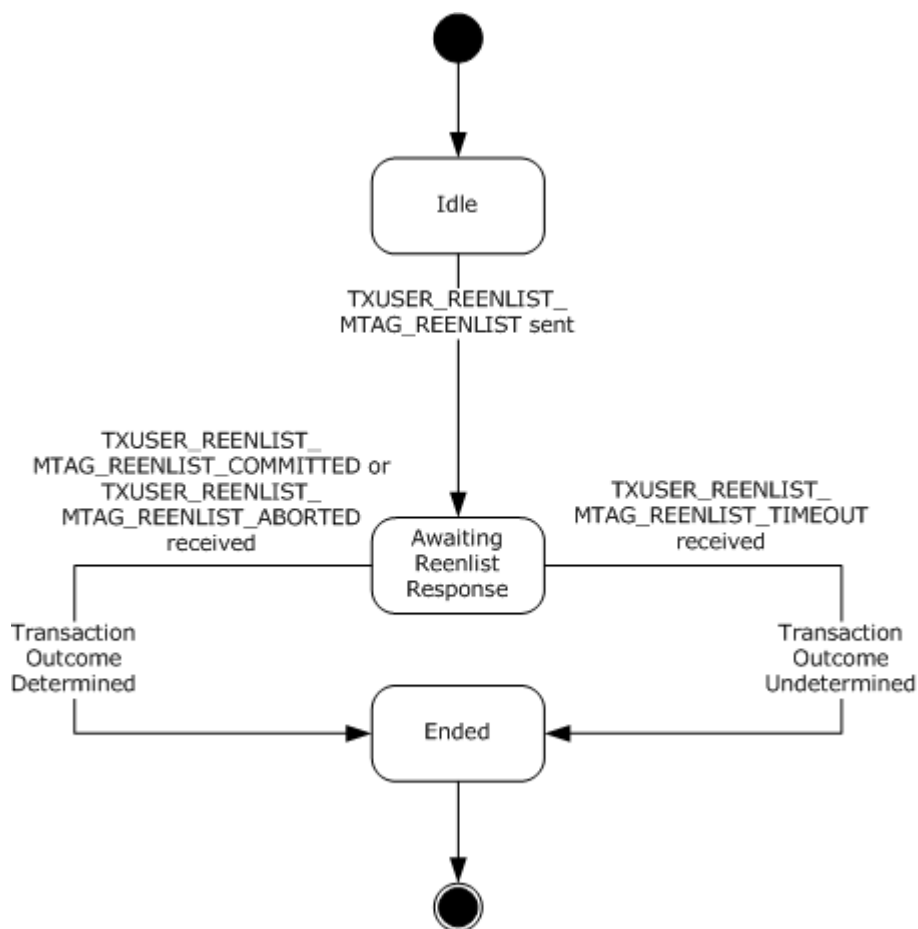 Idle
TXUSER_REENLIST_
MTAG_REENLIST sent
TXUSER_REENLIST_
MTAG_REENLIST_COMMITTED or
TXUSER_REENLIST_
MTAG_REENLIST_ABORTED
received
TXUSER_REENLIST_
MTAG_REENLIST_TIMEOUT
received
Awaiting
Reenlist
Response
Transaction
Outcome
Determined
Transaction
Outcome
Undetermined
Ended